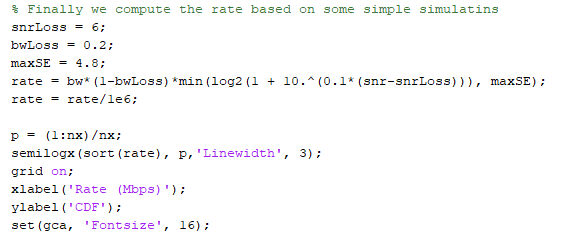 % Finally we compute the rate based on some simple simulatins
snrLoss = 6;
bwLoss = 0.2;
maxSE = 4.8;
rate = bw*(1-bwLoss)*min(log2(1 + 10.^(0.1*(snr-snrLoss))), maxSE);
rate = rate/1e6;
p = (1:nx)/nx;
semilogx(sort(rate), p,'Linewidth', 3);
grid on;
xlabel('Rate (Mbps)');
ylabel('CDF');
set(gca, 'Fontsize', 16);